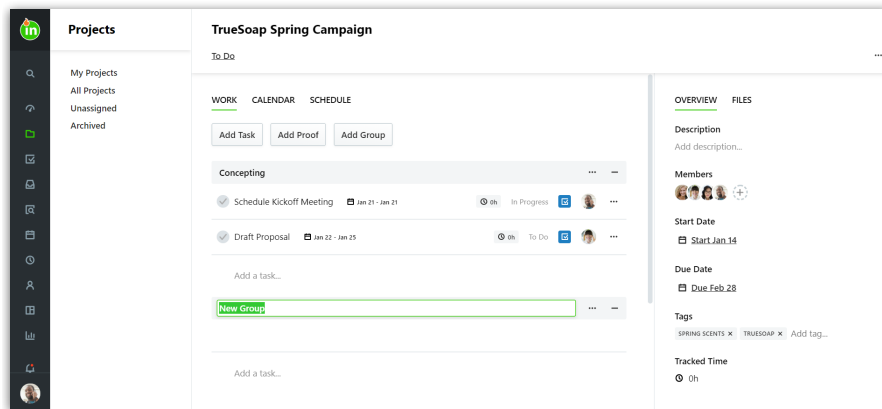 in
Projects
TrueSoap Spring Campaign
To Do
My Projects
All Projects
Unassigned
Archived
WORK CALENDAR SCHEDULE
Add Task Add Proof Add Group
Concepting
Schedule Kickoff Meeting Jan 21 - Jan 21 0h In Progress
Draft Proposal Jan 22 - Jan 25 0h To Do
Add a task...
New Group
Add a task...
OVERVIEW FILES
Description
Add description...
Members
Start Date
Start Jan 14
Due Date
Due Feb 28
Tags
SPRING SCENTS × TRUESOAP × Add tag...
Tracked Time
0h